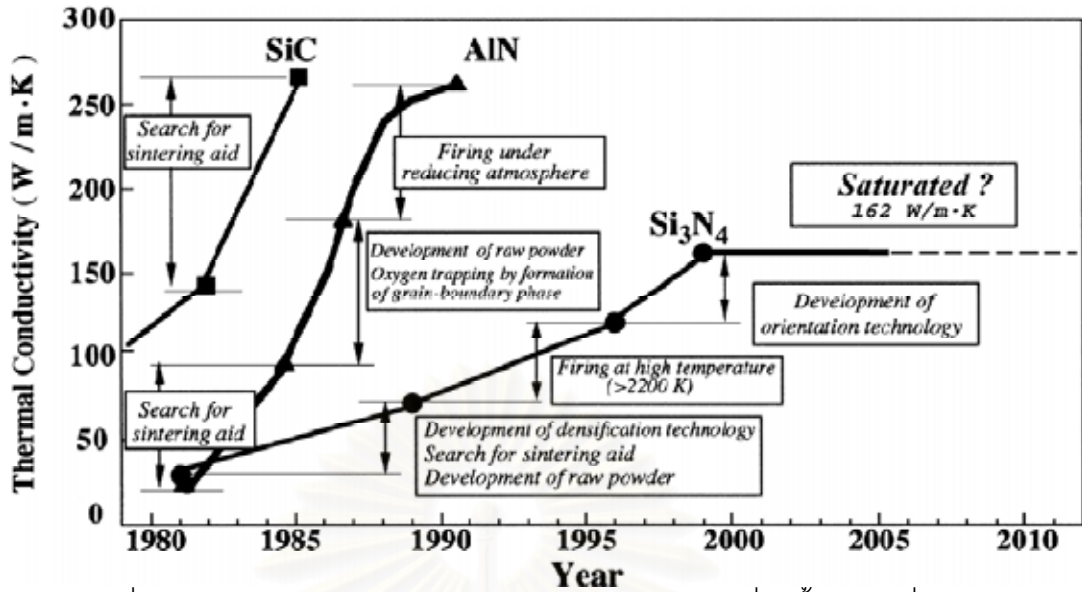 Thermal Conductivity ( W / m·K )
300
250
200
150
100
50
0
SiC
AlN
Si3N4
Search for
sintering aid
Firing under
reducing atmosphere
Saturated ?
162 W/m·K
Development of raw powder
Oxygen trapping by formation
of grain-boundary phase
Development of
orientation technology
Firing at high temperature
(>2200 K)
Search for
sintering aid
Development of densification technology
Search for sintering aid
Development of raw powder
1980
1985
1990
1995
2000
2005
2010
Year